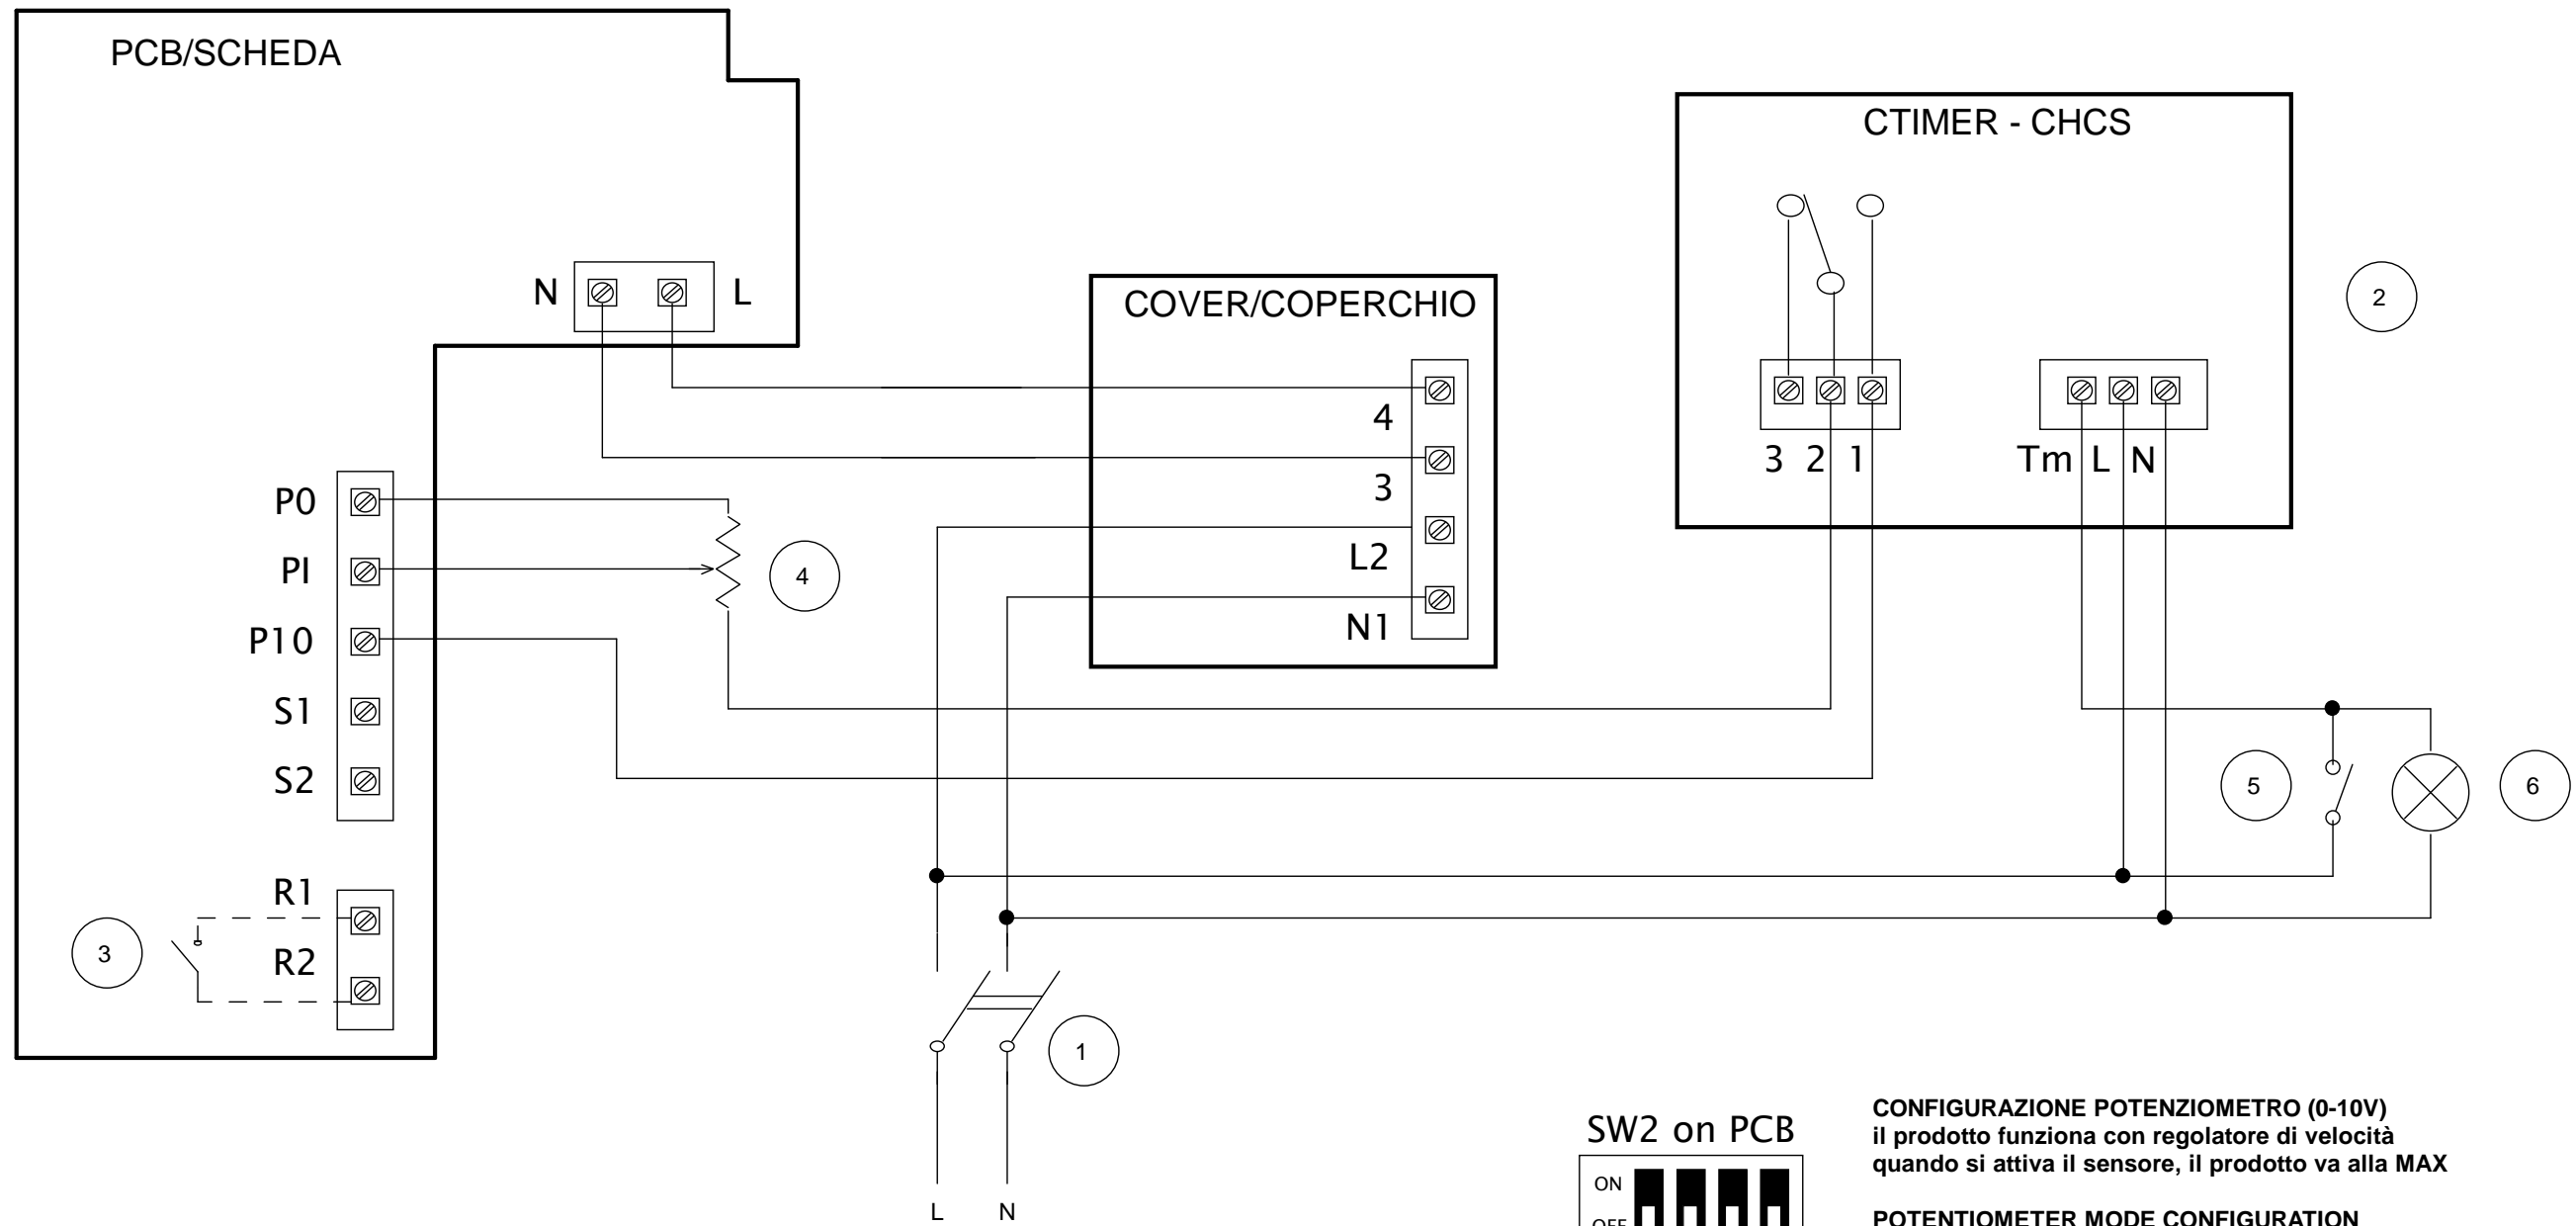 PCB/SCHEDA
CTIMER - CHCS
N
L
COVER/COPERCHIO
2
4
3
L2
N1
3 2 1
Tm L N
P0
PI
P10
S1
S2
4
5
6
R1
R2
3
1
L
N
SW2 on PCB
ON
OFF
CONFIGURAZIONE POTENZIOMETRO (0-10V)
il prodotto funziona con regolatore di velocità
quando si attiva il sensore, il prodotto va alla MAX
POTENTIOMETER MODE CONFIGURATION